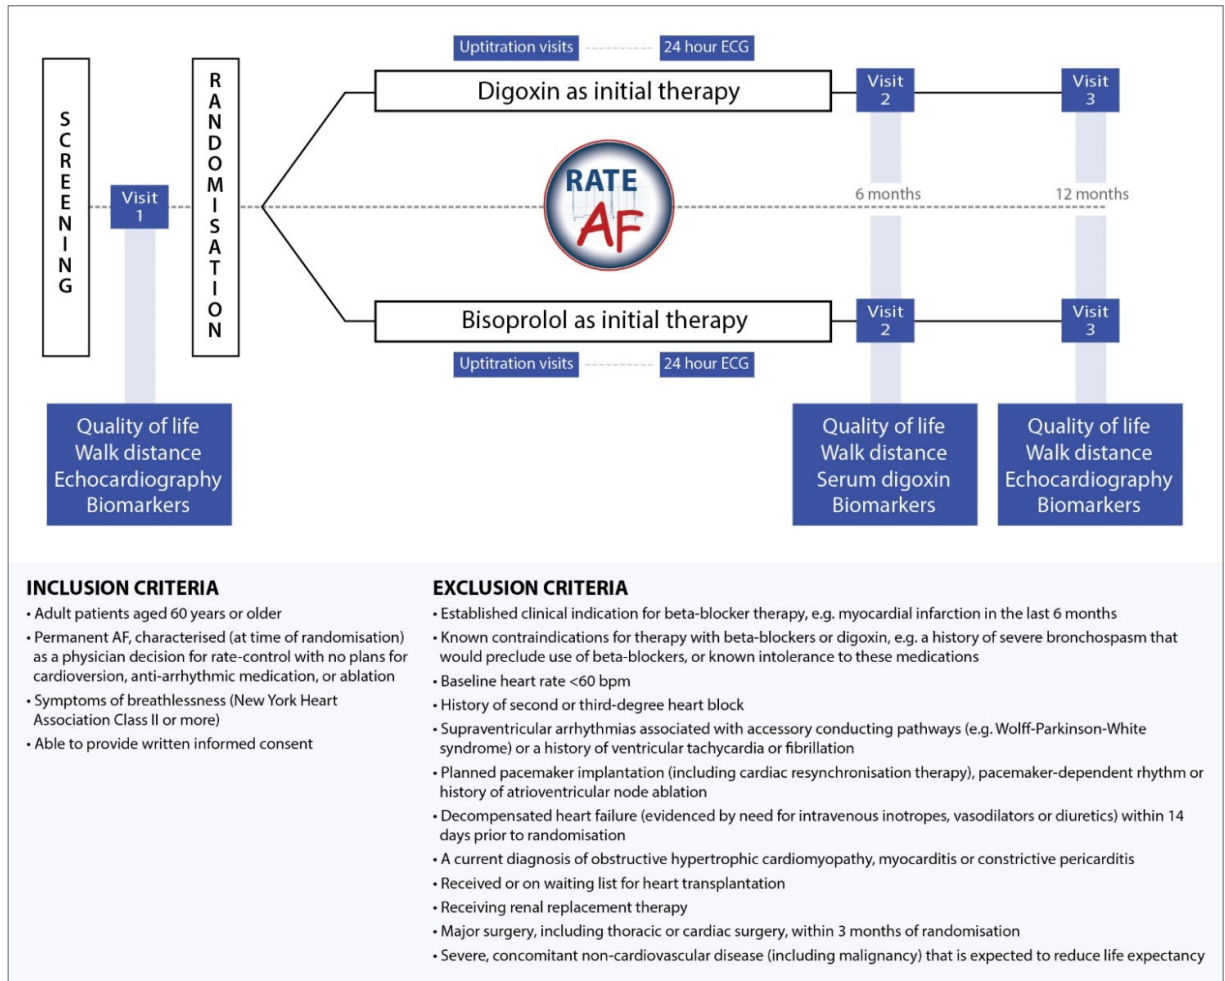 SCREENING
Visit
1
RANDOMISATION
Uptitration visits
24 hour ECG
Digoxin as initial therapy
Visit
2
Visit
3
RATE
AF
6 months
12 months
Bisoprolol as initial therapy
Visit
2
Visit
3
Uptitration visits
24 hour ECG
Quality of life
Walk distance
Echocardiography
Biomarkers
Quality of life
Walk distance
Serum digoxin
Biomarkers
Quality of life
Walk distance
Echocardiography
Biomarkers
INCLUSION CRITERIA
• Adult patients aged 60 years or older
• Permanent AF, characterised (at time of randomisation)
as a physician decision for rate-control with no plans for
cardioversion, anti-arrhythmic medication, or ablation
• Symptoms of breathlessness (New York Heart
Association Class II or more)
• Able to provide written informed consent
EXCLUSION CRITERIA
• Established clinical indication for beta-blocker therapy, e.g. myocardial infarction in the last 6 months
• Known contraindications for therapy with beta-blockers or digoxin, e.g. a history of severe bronchospasm that
would preclude use of beta-blockers, or known intolerance to these medications
• Baseline heart rate <60 bpm
• History of second or third-degree heart block
• Supraventricular arrhythmias associated with accessory conducting pathways (e.g. Wolff-Parkinson-White
syndrome) or a history of ventricular tachycardia or fibrillation
• Planned pacemaker implantation (including cardiac resynchronisation therapy), pacemaker-dependent rhythm or
history of atrioventricular node ablation
• Decompensated heart failure (evidenced by need for intravenous inotropes, vasodilators or diuretics) within 14
days prior to randomisation
• A current diagnosis of obstructive hypertrophic cardiomyopathy, myocarditis or constrictive pericarditis
• Received or on waiting list for heart transplantation
• Receiving renal replacement therapy
• Major surgery, including thoracic or cardiac surgery, within 3 months of randomisation
• Severe, concomitant non-cardiovascular disease (including malignancy) that is expected to reduce life expectancy